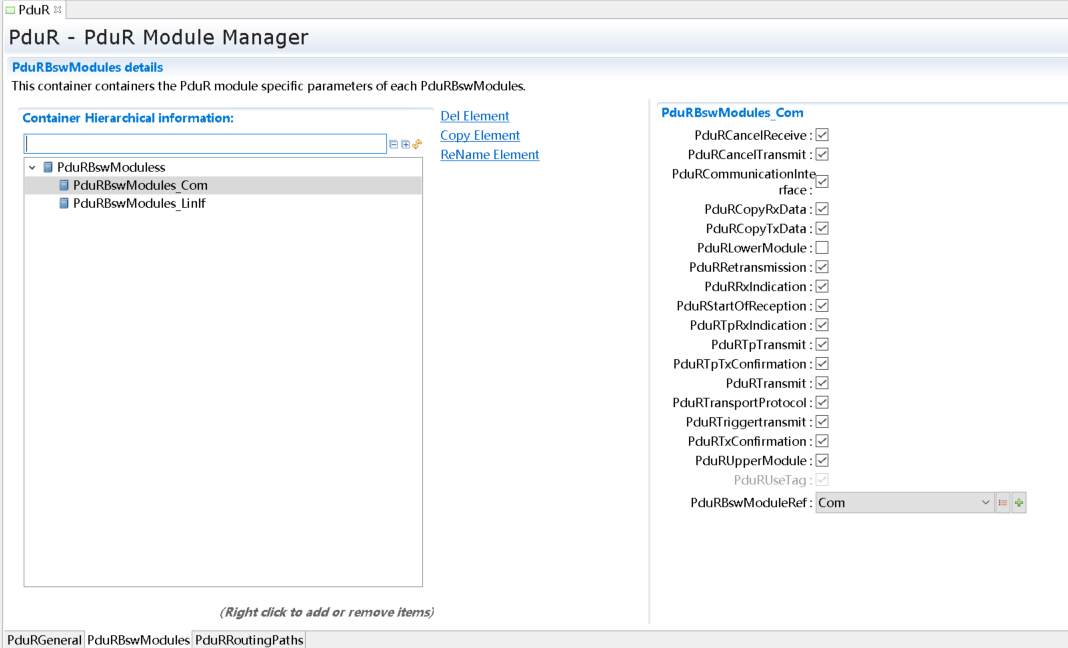 PduR
PduR - PduR Module Manager
PduRBswModules details
This container containers the PduR module specific parameters of each PduRBswModules.
Container Hierarchical information:
PduRBswModuless
PduRBswModules_Com
PduRBswModules_LinIf
(Right click to add or remove items)
Del Element
Copy Element
ReName Element
PduRBswModules_Com
PduRCancelReceive :
PduRCancelTransmit :
PduRCommunicationInte
rface :
PduRCopyRxData :
PduRCopyTxData :
PduRLowerModule :
PduRRetransmission :
PduRRxIndication :
PduRStartOfReception :
PduRTpRxIndication :
PduRTpTransmit :
PduRTpTxConfirmation :
PduRTransmit :
PduRTransportProtocol :
PduRTriggertransmit :
PduRTxConfirmation :
PduRUpperModule :
PduRUseTag :
PduRBswModuleRef : Com
PduRGeneral PduRBswModules PduRRoutingPaths